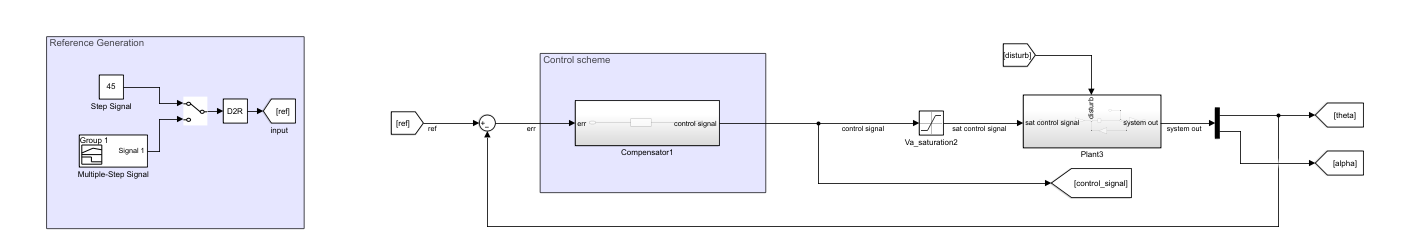 Reference Generation
45
Step Signal
Group 1
Signal 1
Multiple-Step Signal
D2R
[ref]
input
[ref]
ref
err
Control scheme
err
control signal
Compensator1
control signal
Va_saturation2
sat control signal
[control_signal]
[disturb]
disturb
sat control signal
system out
Plant3
system out
[theta]
[alpha]